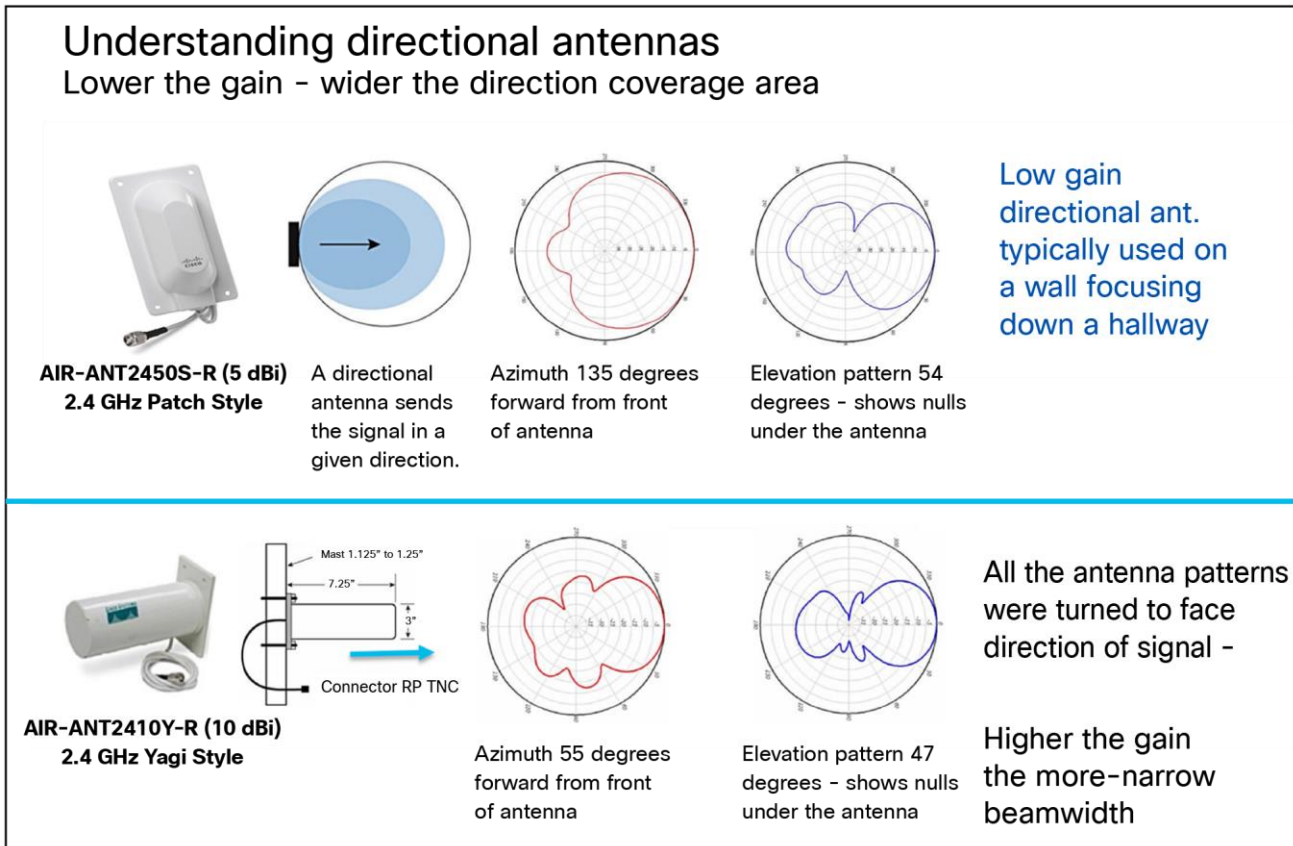 Understanding directional antennas
Lower the gain - wider the direction coverage area
CISCO
AIR-ANT2450S-R (5 dBi)
2.4 GHz Patch Style
A directional
antenna sends
the signal in a
given direction.
Azimuth 135 degrees
forward from front
of antenna
Elevation pattern 54
degrees - shows nulls
under the antenna
Low gain
directional ant.
typically used on
a wall focusing
down a hallway
Mast 1.125" to 1.25"
7.25"
3"
Connector RP TNC
AIR-ANT2410Y-R (10 dBi)
2.4 GHz Yagi Style
Azimuth 55 degrees
forward from front
of antenna
Elevation pattern 47
degrees - shows nulls
under the antenna
All the antenna patterns
were turned to face
direction of signal -
Higher the gain
the more-narrow
beamwidth